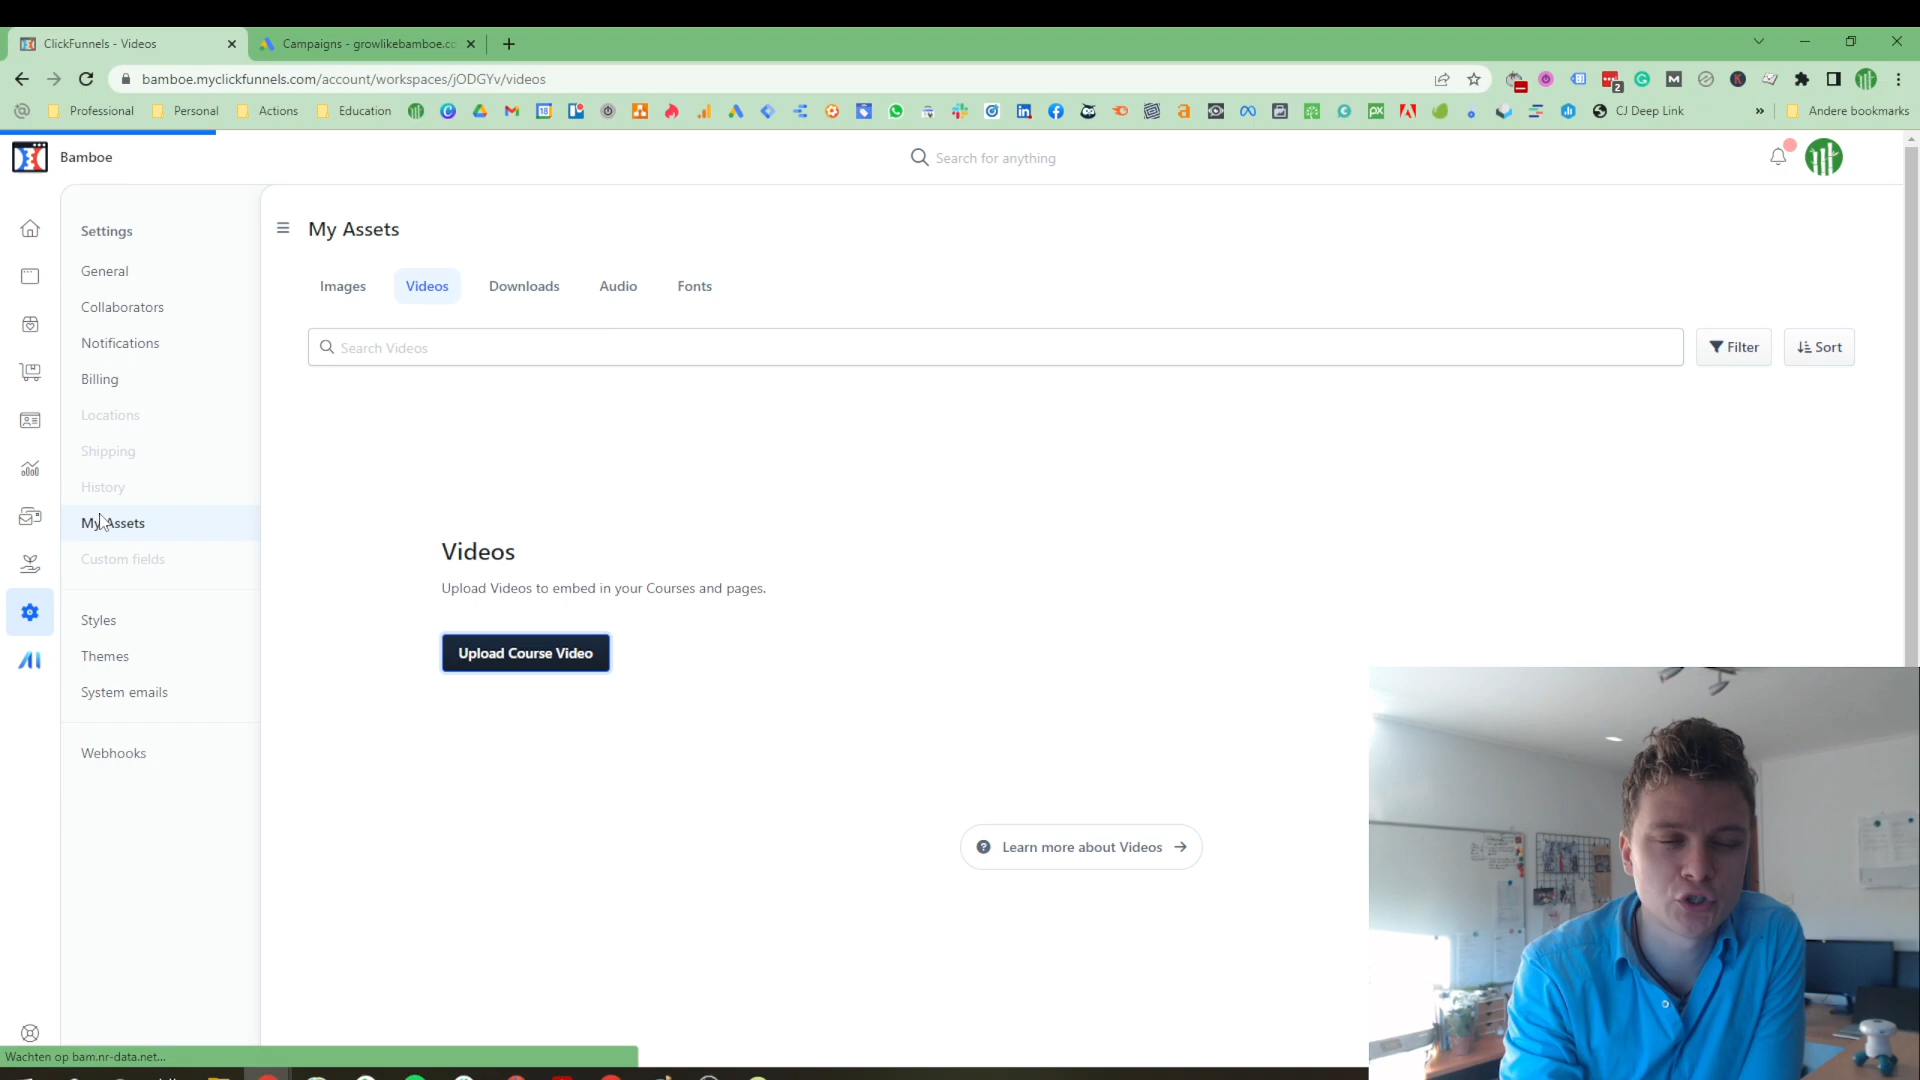 ClickFunnels - Videos
Campaigns - growlikebamboe.co
bamboe.myclickfunnels.com/account/workspaces/jODGYv/videos
2
Professional
Personal
Actions
Education
CJ Deep Link
Andere bookmarks
Bamboe
Search for anything
Settings
General
Collaborators
Notifications
Billing
Locations
Shipping
History
My Assets
Custom fields
Styles
Themes
System emails
Webhooks
AI
My Assets
Images
Videos
Downloads
Audio
Fonts
Search Videos
Filter
Sort
Videos
Upload Videos to embed in your Courses and pages.
Upload Course Video
Learn more about Videos
Wachten op bam.nr-data.net...